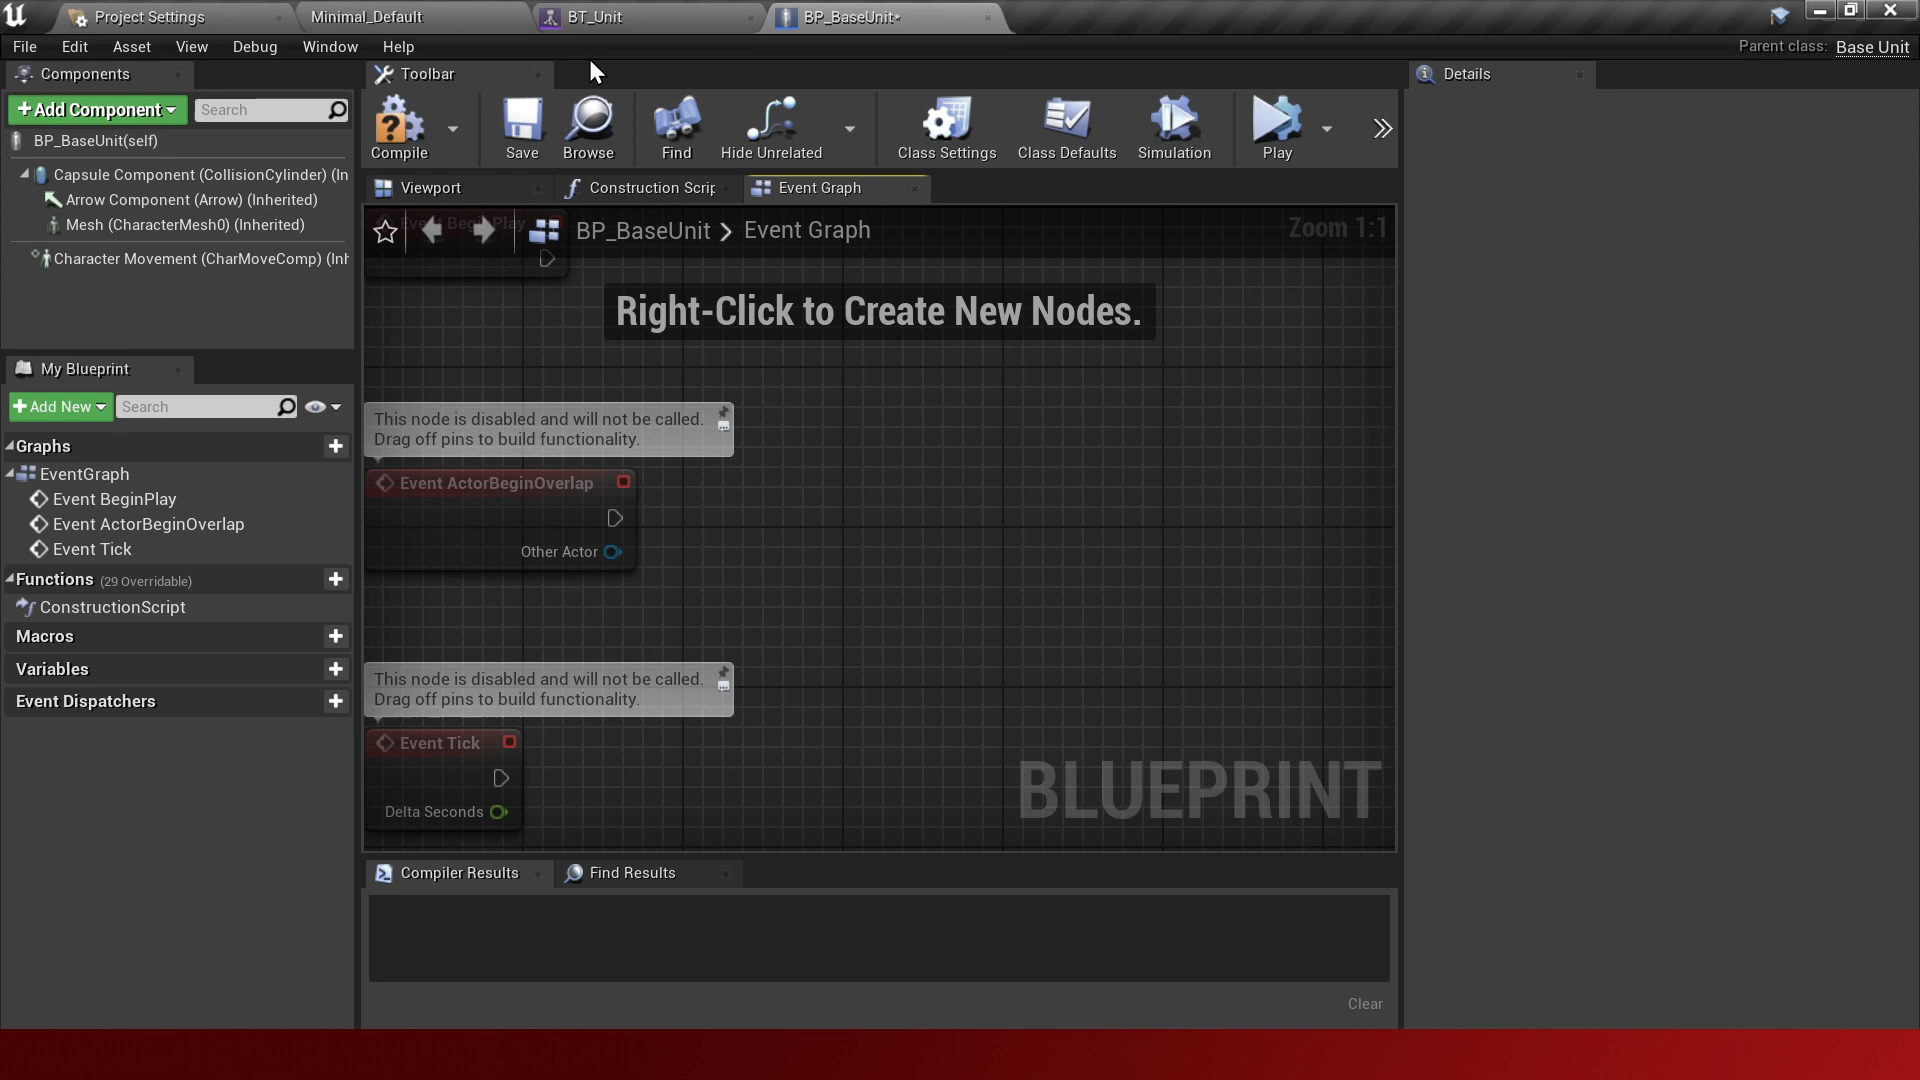 Project Settings
Minimal_Default
BT_Unit
BP_BaseUnit*
File
Edit
Asset
View
Debug
Window
Help
Parent class: Base Unit
Components
Toolbar
Details
Add Component
Search
BP_BaseUnit(self)
Capsule Component (CollisionCylinder) (In
Arrow Component (Arrow) (Inherited)
Mesh (CharacterMesh0) (Inherited)
Character Movement (CharMoveComp) (Inh
Compile
Save
Browse
Find
Hide Unrelated
Class Settings
Class Defaults
Simulation
Play
Viewport
Construction Scrip
Event Graph
Event BeginPlay
BP_BaseUnit
Event Graph
Zoom 1:1
Right-Click to Create New Nodes.
My Blueprint
Add New
Search
Graphs
EventGraph
Event BeginPlay
Event ActorBeginOverlap
Event Tick
Functions (29 Overridable)
ConstructionScript
Macros
Variables
Event Dispatchers
This node is disabled and will not be called.
Drag off pins to build functionality.
Event ActorBeginOverlap
Other Actor
This node is disabled and will not be called.
Drag off pins to build functionality.
Event Tick
Delta Seconds
BLUEPRINT
Compiler Results
Find Results
Clear